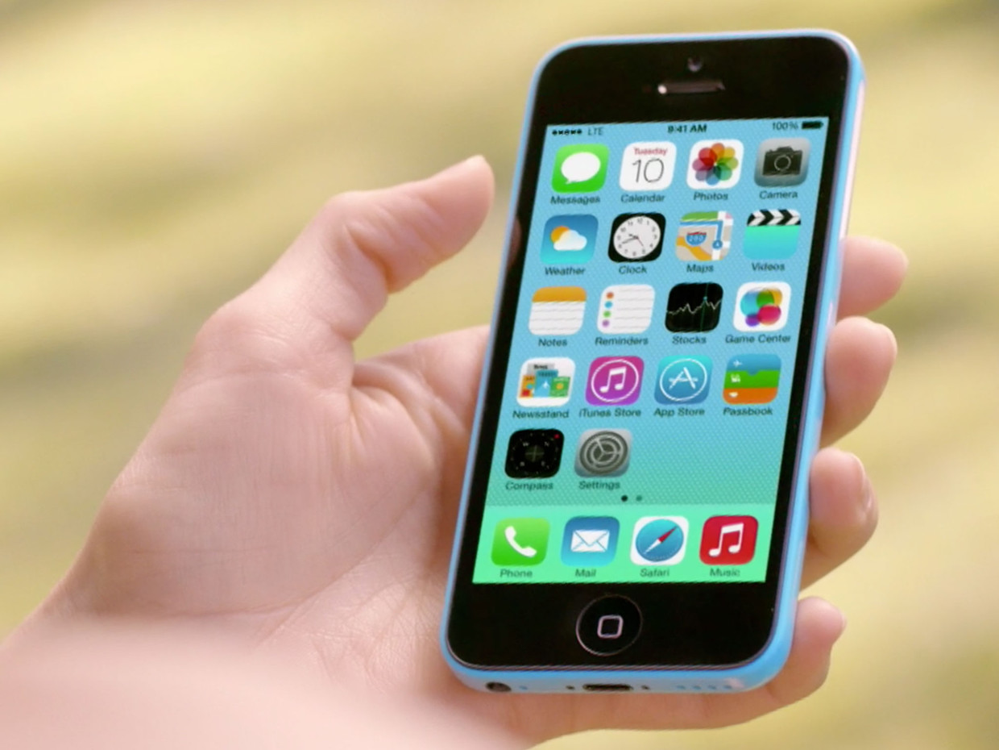 LTE 9:41 AM 100%
Tuesday
10
Messages Calendar Photos Camera
280
Weather Clock Maps Videos
Notes Reminders Stocks Game Center
Newsstand iTunes Store App Store Passbook
Compass Settings
Phone Mail Safari Music